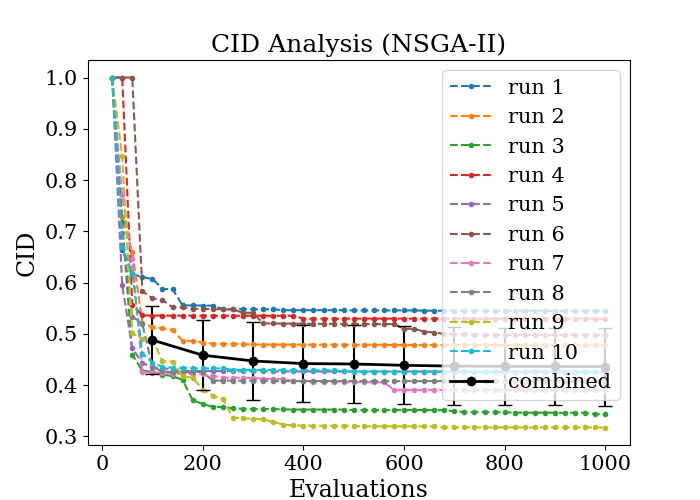 CID Analysis (NSGA-II)
1.0
0.9
0.8
0.7
0.6
0.5
0.4
0.3
CID
run 1
run 2
run 3
run 4
run 5
run 6
run 7
run 8
run 9
run 10
combined
0
200
400
600
800
1000
Evaluations